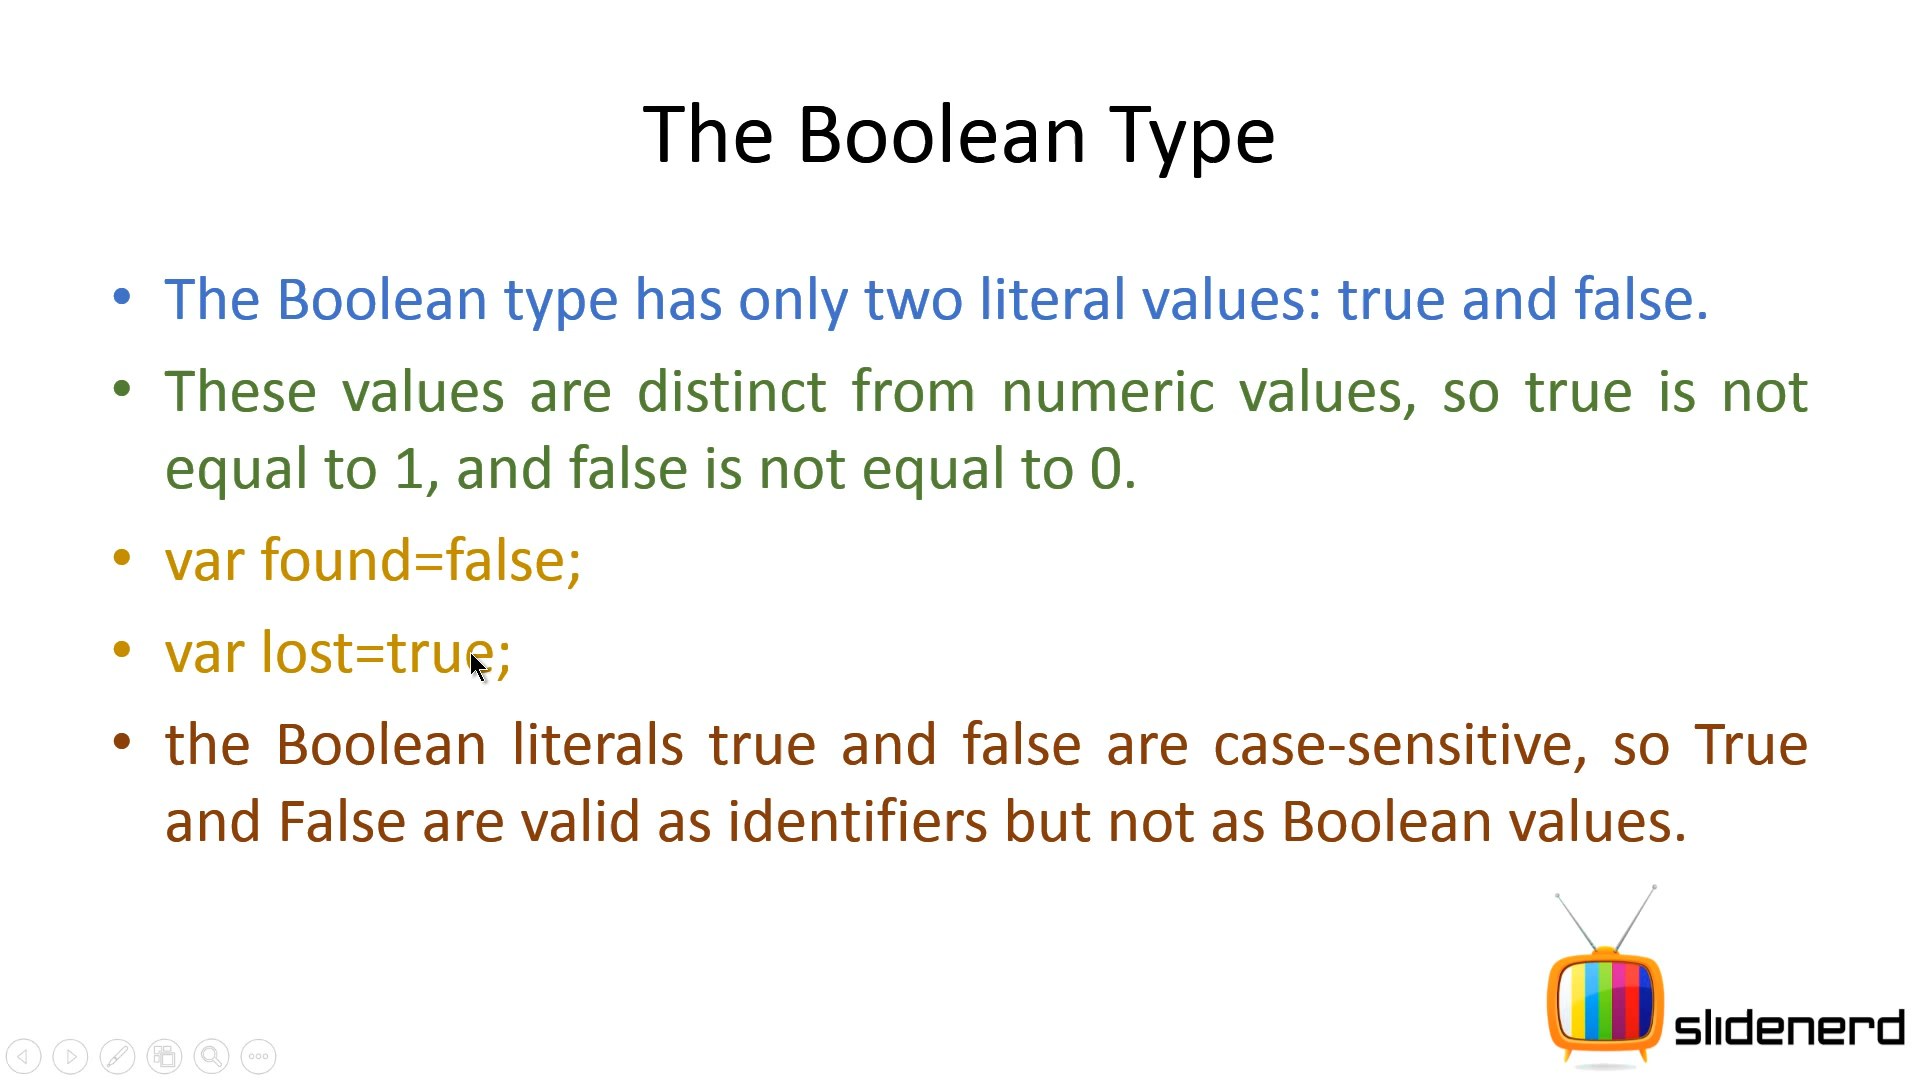 The Boolean Type
• The Boolean type has only two literal values: true and false.
• These values are distinct from numeric values, so true is not
equal to 1, and false is not equal to 0.
• var found=false;
• var lost=true;
• the Boolean literals true and false are case-sensitive, so True
and False are valid as identifiers but not as Boolean values.
slidenerd